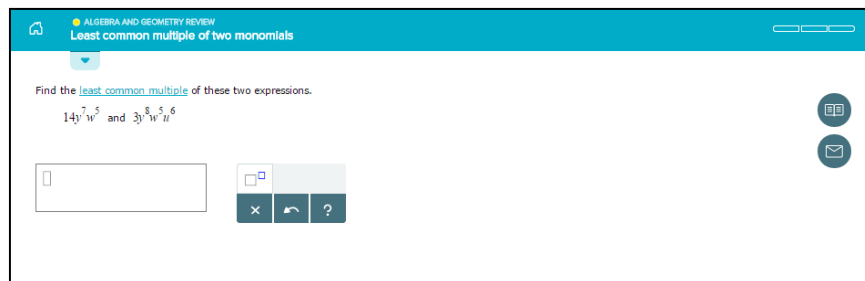 ALGEBRA AND GEOMETRY REVIEW
Least common multiple of two monomials
Find the least common multiple of these two expressions.
14y⁷w⁵ and 3y⁸w⁵u⁶
× ?